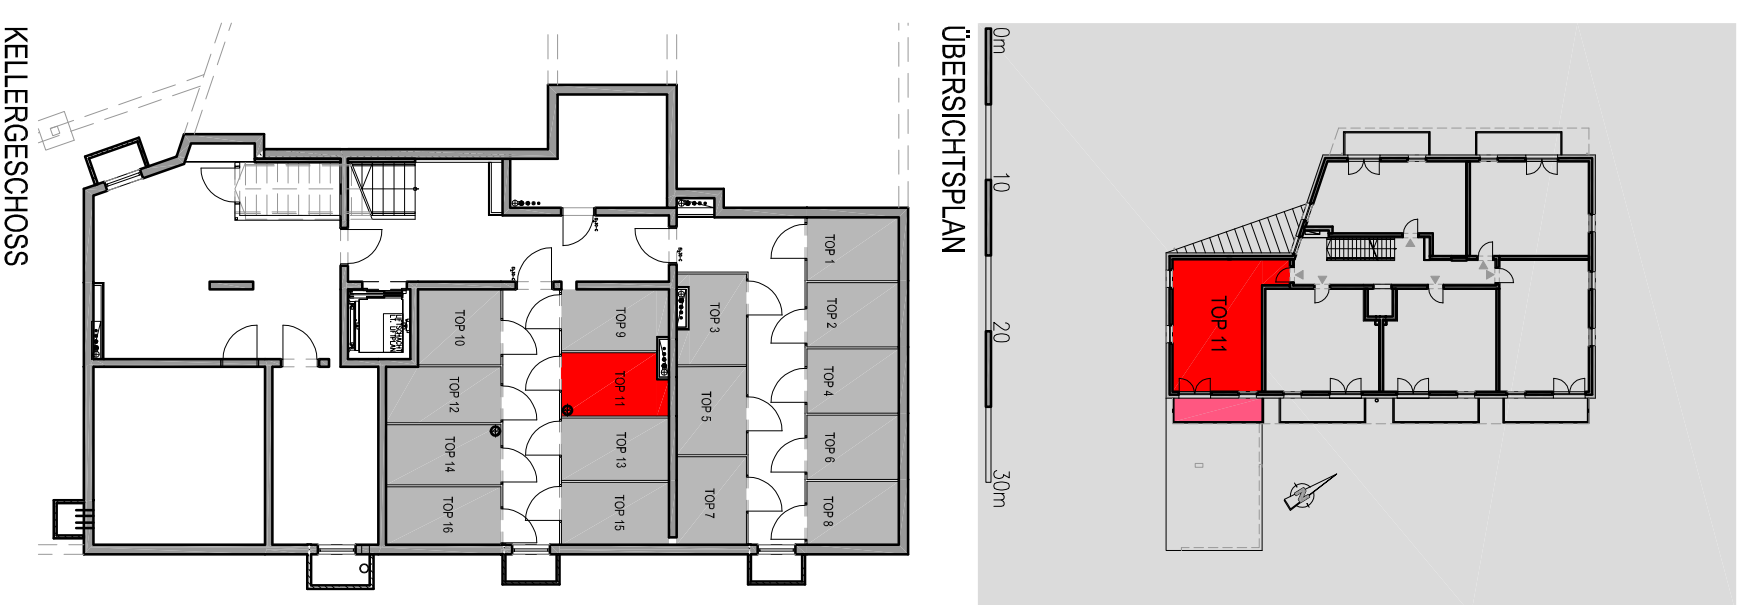 KELLERGESCHOSS
TOP 1
TOP 2
TOP 3
TOP 4
TOP 5
TOP 6
TOP 7
TOP 8
TOP 9
TOP 10
TOP 11
TOP 12
TOP 13
TOP 14
TOP 15
TOP 16
ÜBERSICHTSPLAN
0m
10
20
30m
TOP 11
N